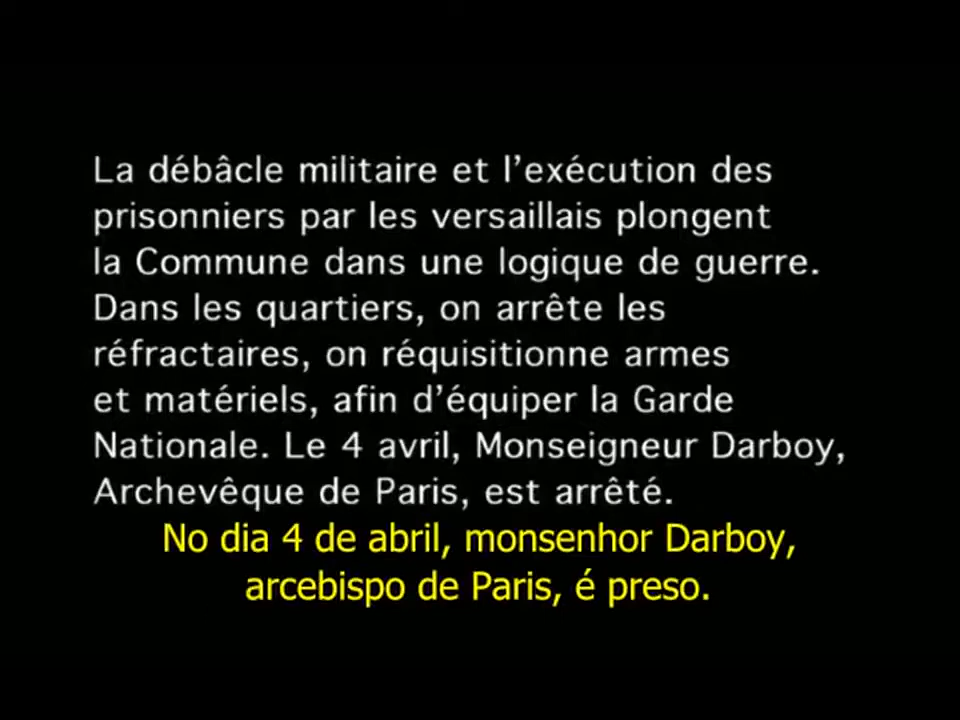 La débâcle militaire et l’exécution des
prisonniers par les versaillais plongent
la Commune dans une logique de guerre.
Dans les quartiers, on arrête les
réfractaires, on réquisitionne armes
et matériels, afin d’équiper la Garde
Nationale. Le 4 avril, Monseigneur Darboy,
Archevêque de Paris, est arrêté.
No dia 4 de abril, monsenhor Darboy,
arcebispo de Paris, é preso.